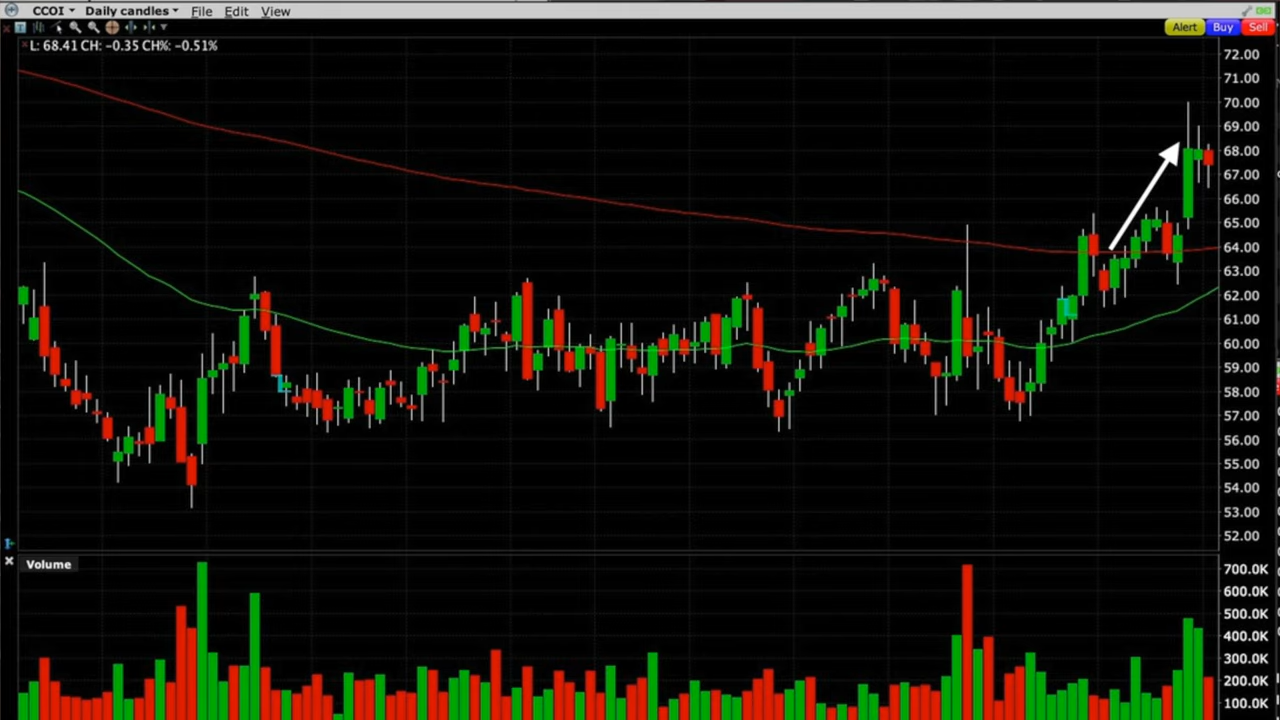 CCOI Daily candles File Edit View
Alert Buy Sell
L: 68.41 CH: -0.35 CH%: -0.51%
72.00
71.00
70.00
69.00
68.00
67.00
66.00
65.00
64.00
63.00
62.00
61.00
60.00
59.00
58.00
57.00
56.00
55.00
54.00
53.00
52.00
Volume
700.0K
600.0K
500.0K
400.0K
300.0K
200.0K
100.0K